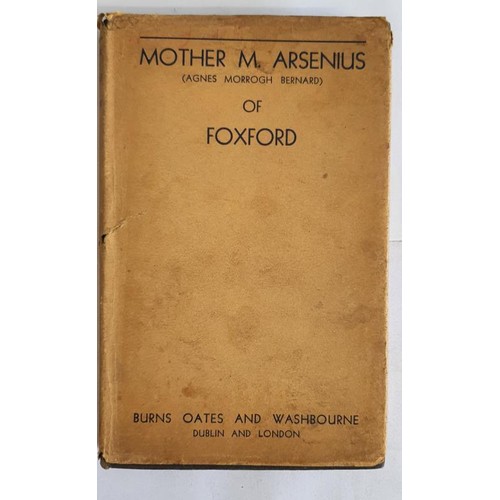 MOTHER M. ARSENIUS
(AGNES MORROGH BERNARD)
OF
FOXFORD
BURNS OATES AND WASHBOURNE
DUBLIN AND LONDON